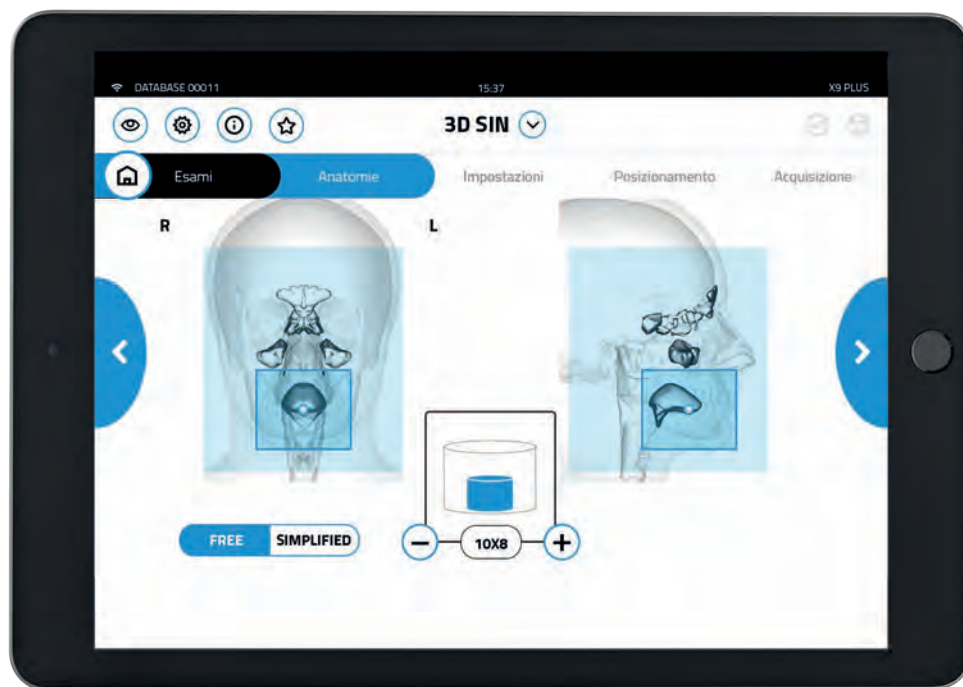 DATABASE 00011 15:37 X9 PLUS
3D SIN
Esami Anatomie Impostazioni Posizionamento Acquisizione
R L
FREE SIMPLIFIED
10X8